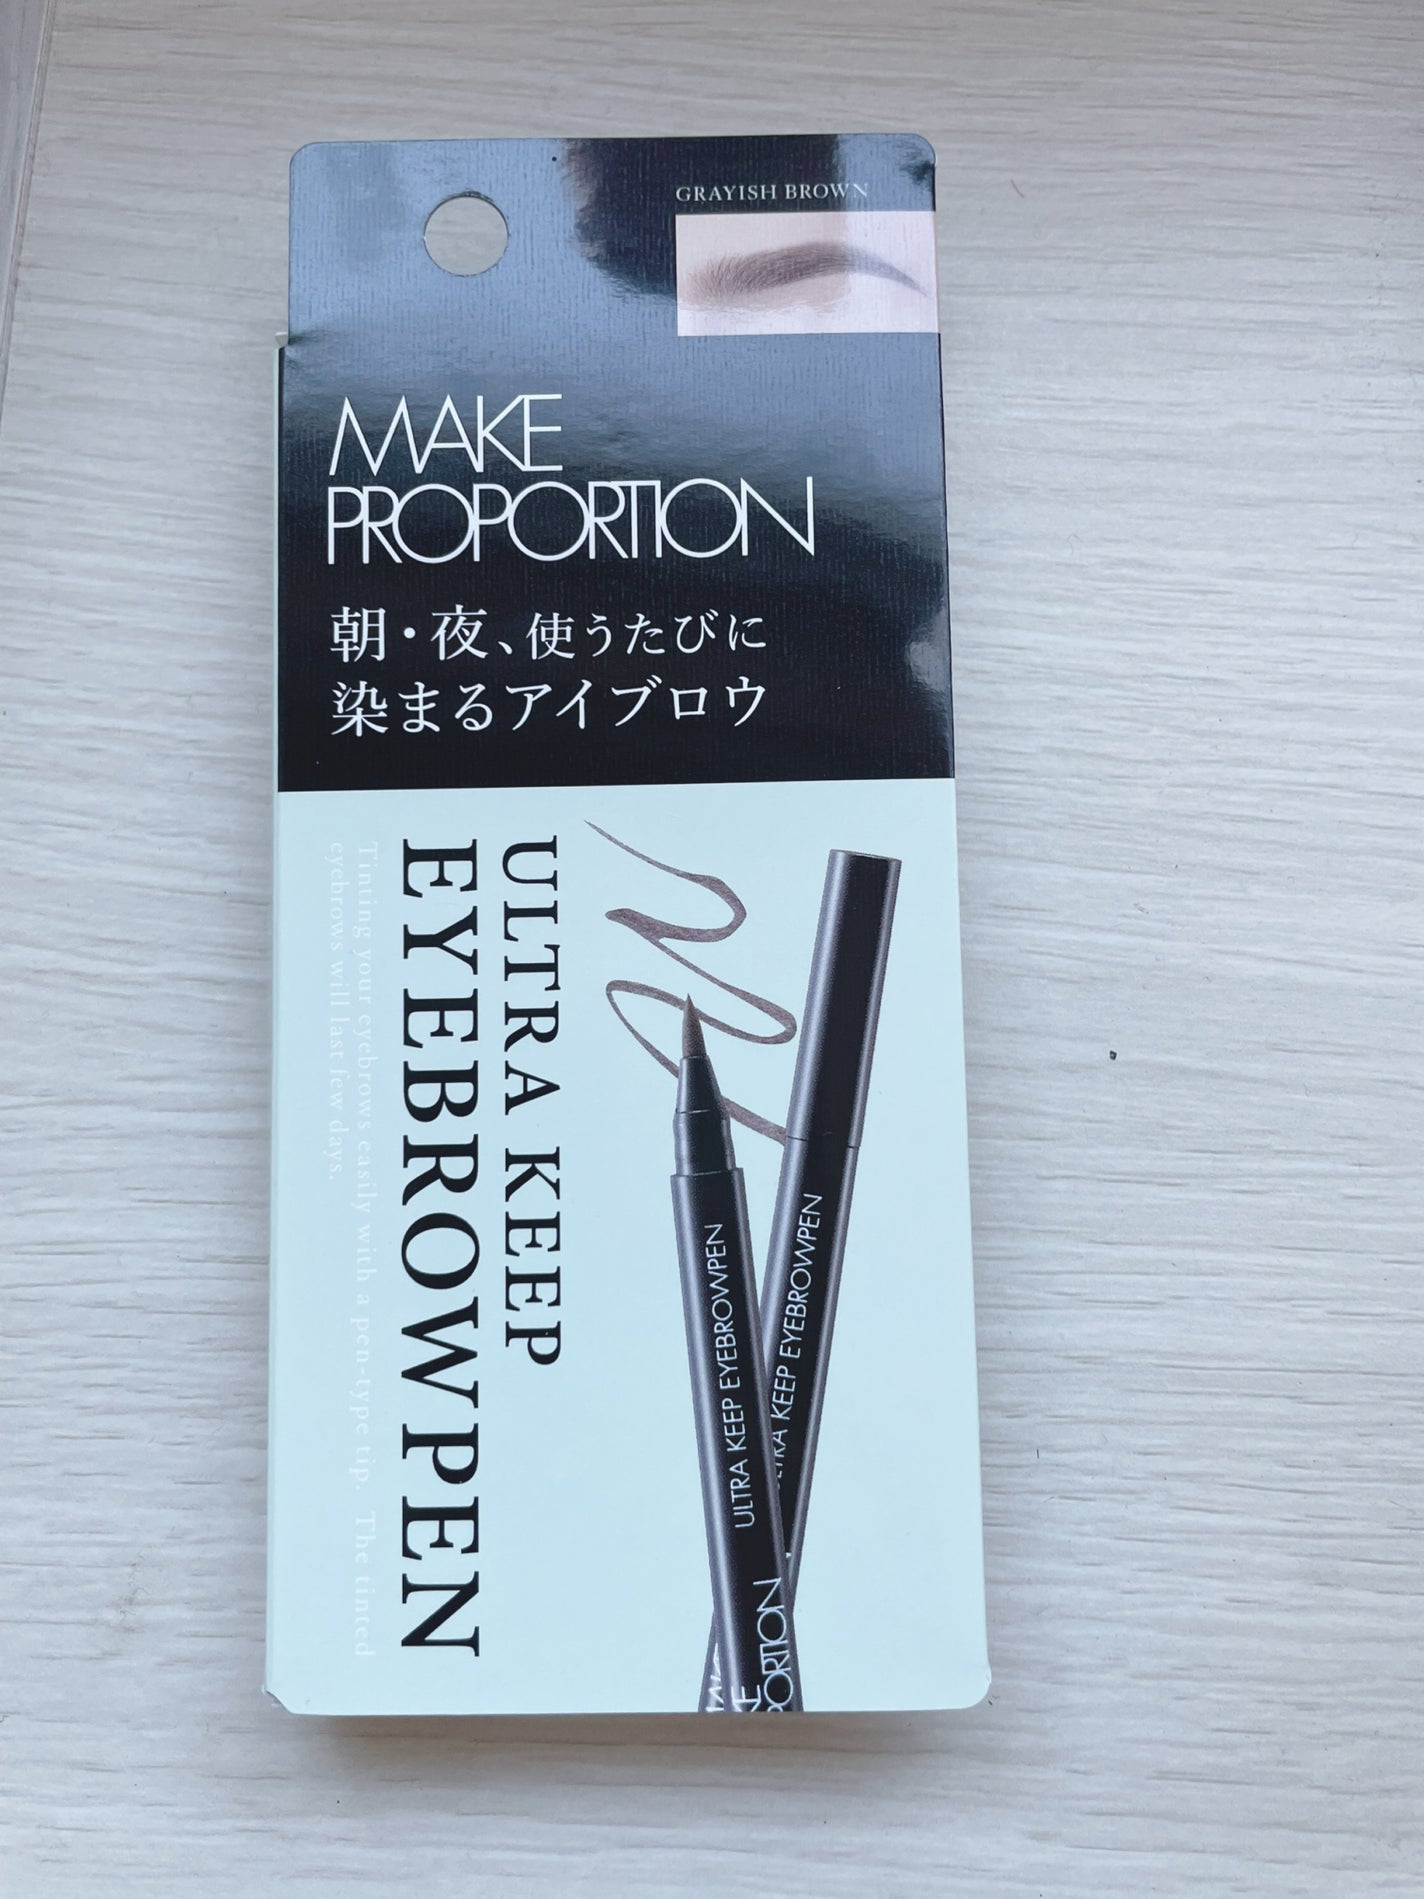 GRAYISH BROWN
MAKE
PROPORTION
朝・夜、使うたびに
染まるアイブロウ
ULTRA KEEP
EYEBROWPEN
Tinting your eyebrows easily with a pen-type tip. The tinted
eyebrows will last few days.
ULTRA KEEP EYEBROWPEN
ULTRA KEEP EYEBROWPEN